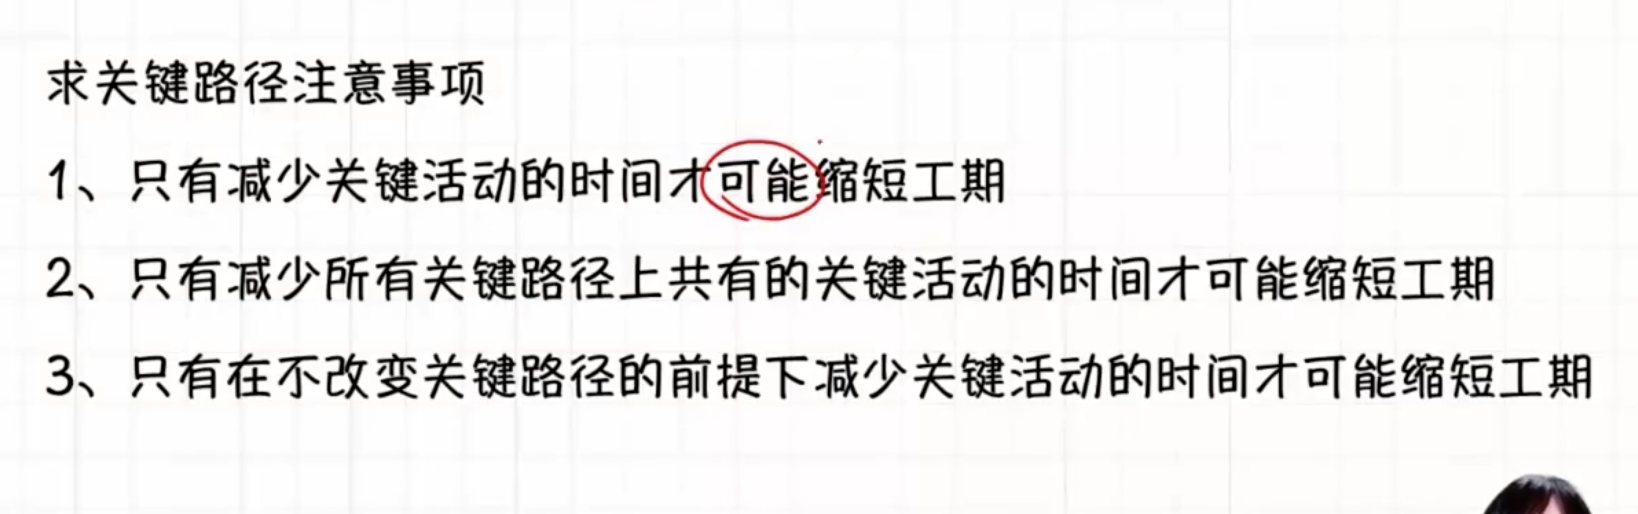 求关键路径注意事项
1、只有减少关键活动的时间才可能缩短工期
2、只有减少所有关键路径上共有的关键活动的时间才可能缩短工期
3、只有在不改变关键路径的前提下减少关键活动的时间才可能缩短工期